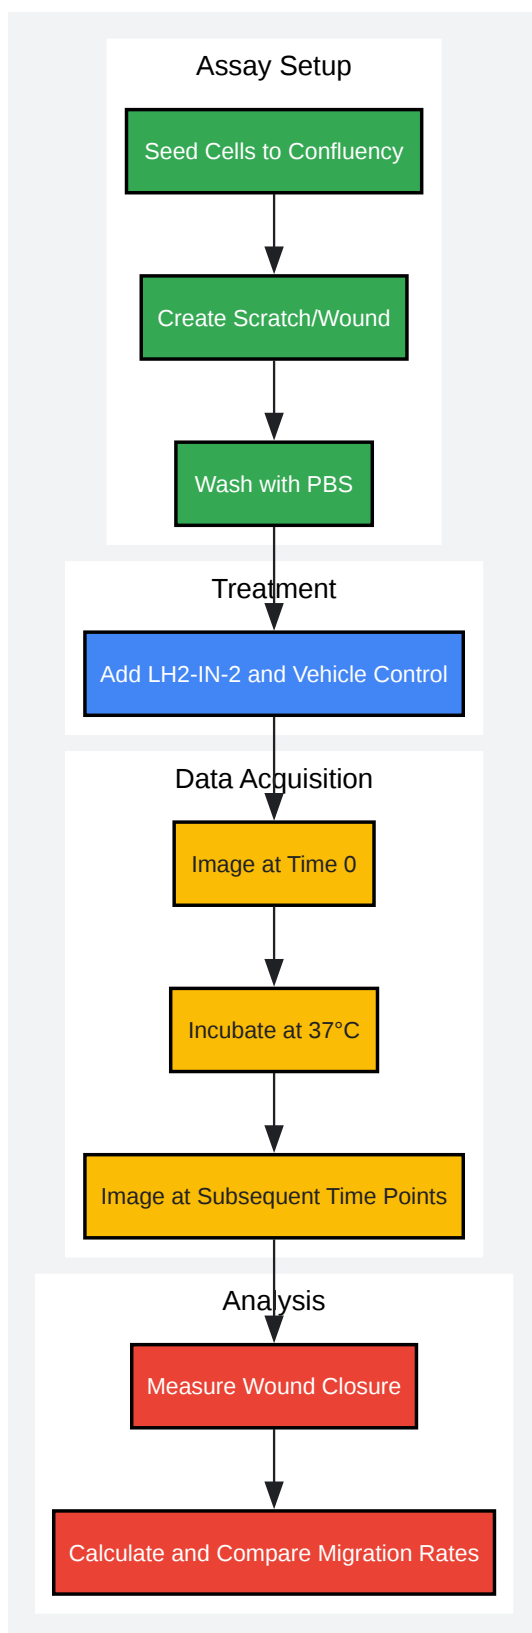 Assay Setup
Seed Cells to Confluency
Create Scratch/Wound
Wash with PBS
Treatment
Add LH2-IN-2 and Vehicle Control
Data Acquisition
Image at Time 0
Incubate at 37°C
Image at Subsequent Time Points
Analysis
Measure Wound Closure
Calculate and Compare Migration Rates